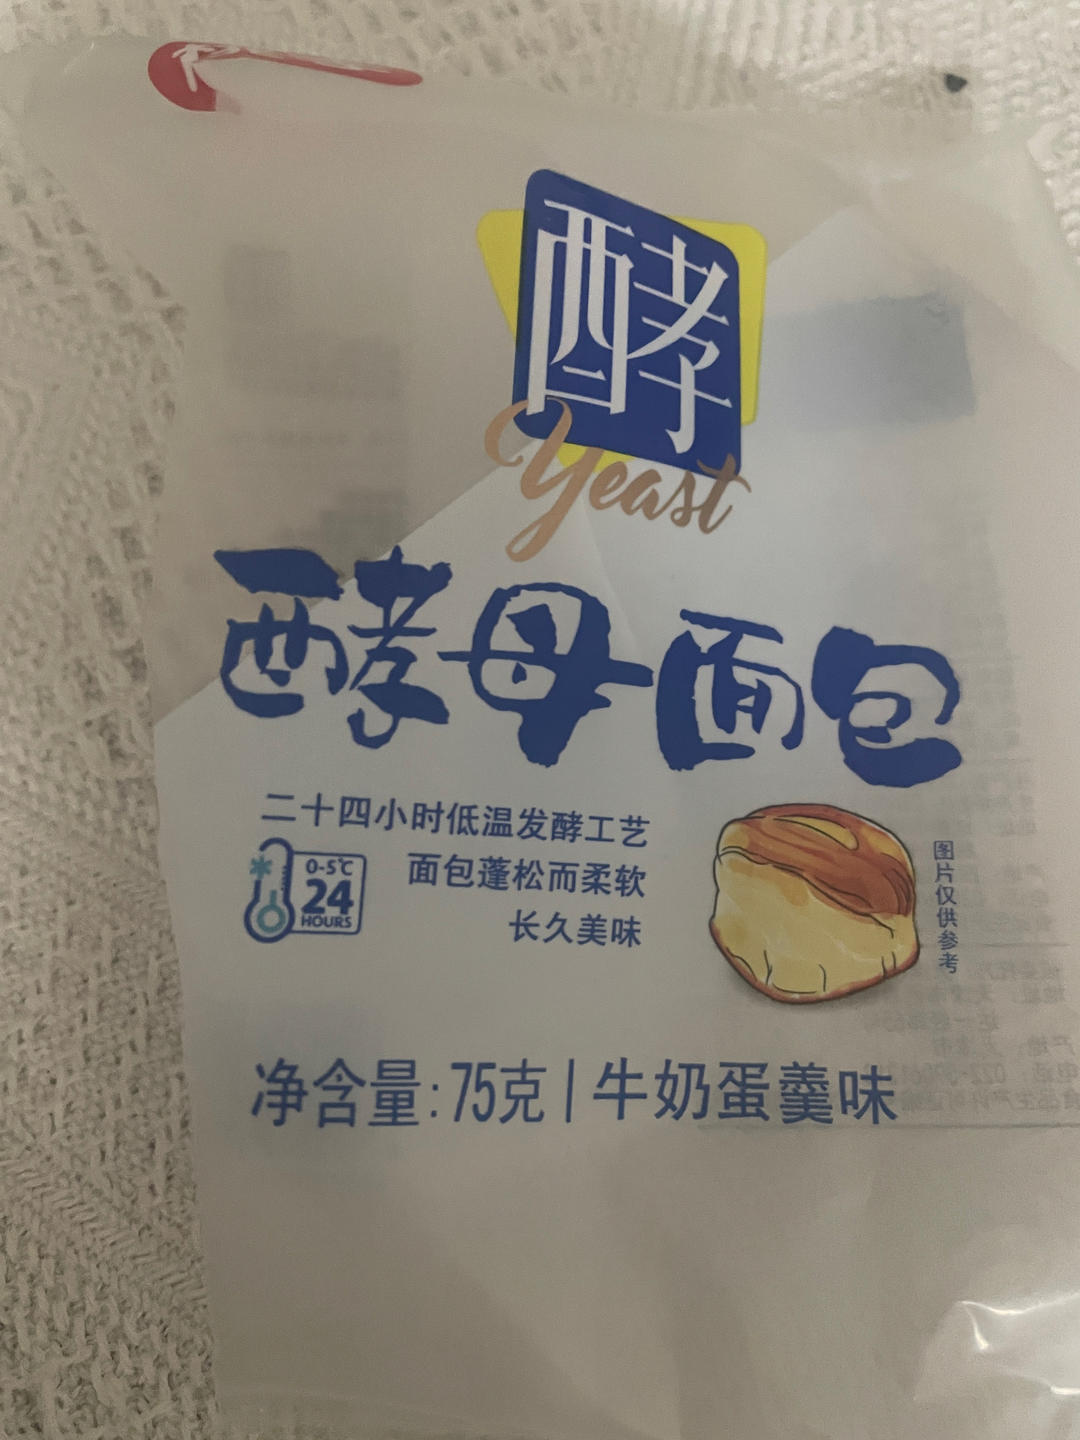 酵
Yeast
酵母面包
二十四小时低温发酵工艺
面包蓬松而柔软
长久美味
0-5℃
24
HOURS
图片仅供参考
净含量:75克|牛奶蛋羹味